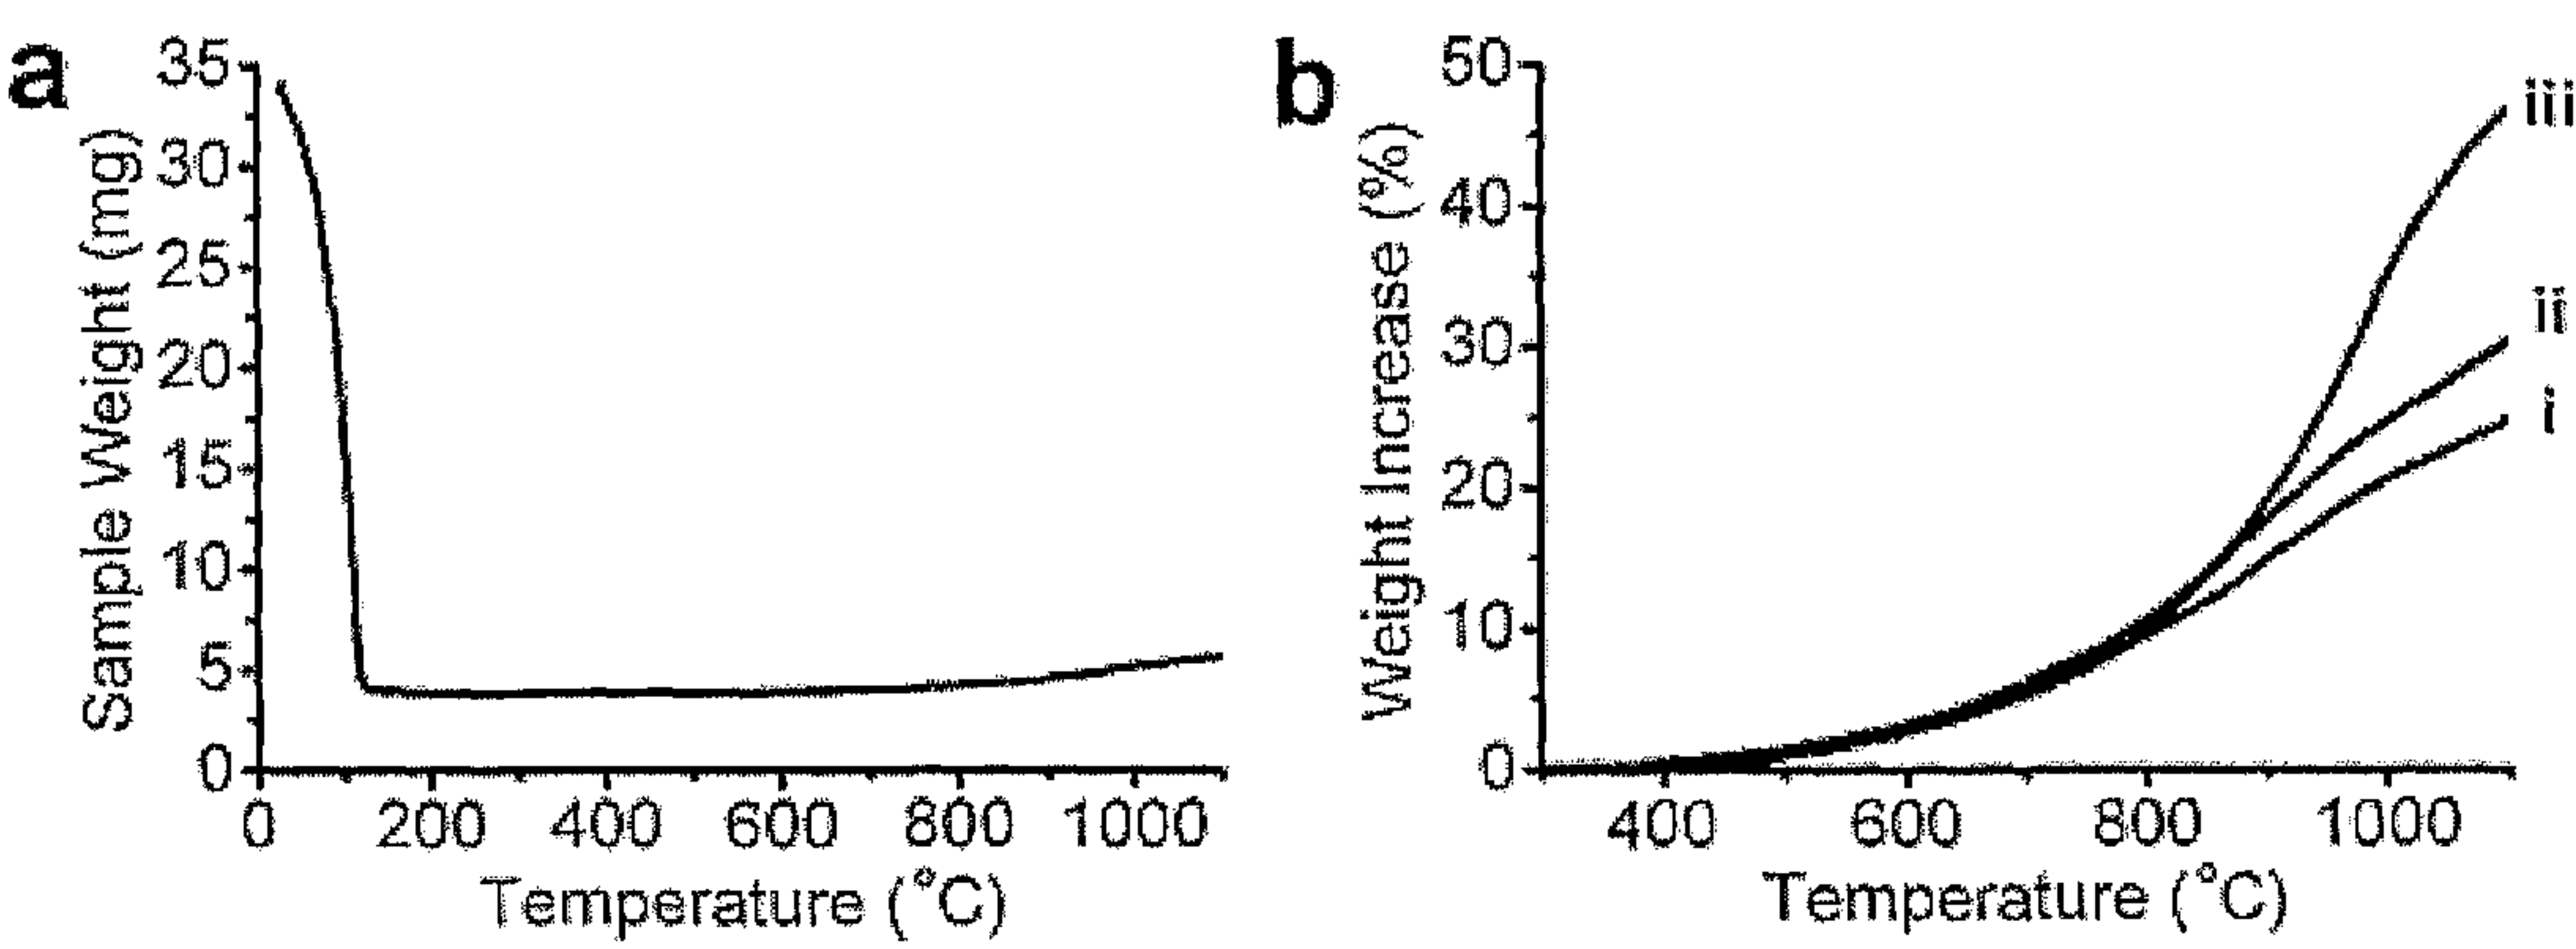 a
Sample Weight (mg)
35
30
25
20
15
10
5
0
0 200 400 600 800 1000
Temperature (°C)
b
Weight Increase (%)
50
40
30
20
10
0
400 600 800 1000
Temperature (°C)
iii
ii
i